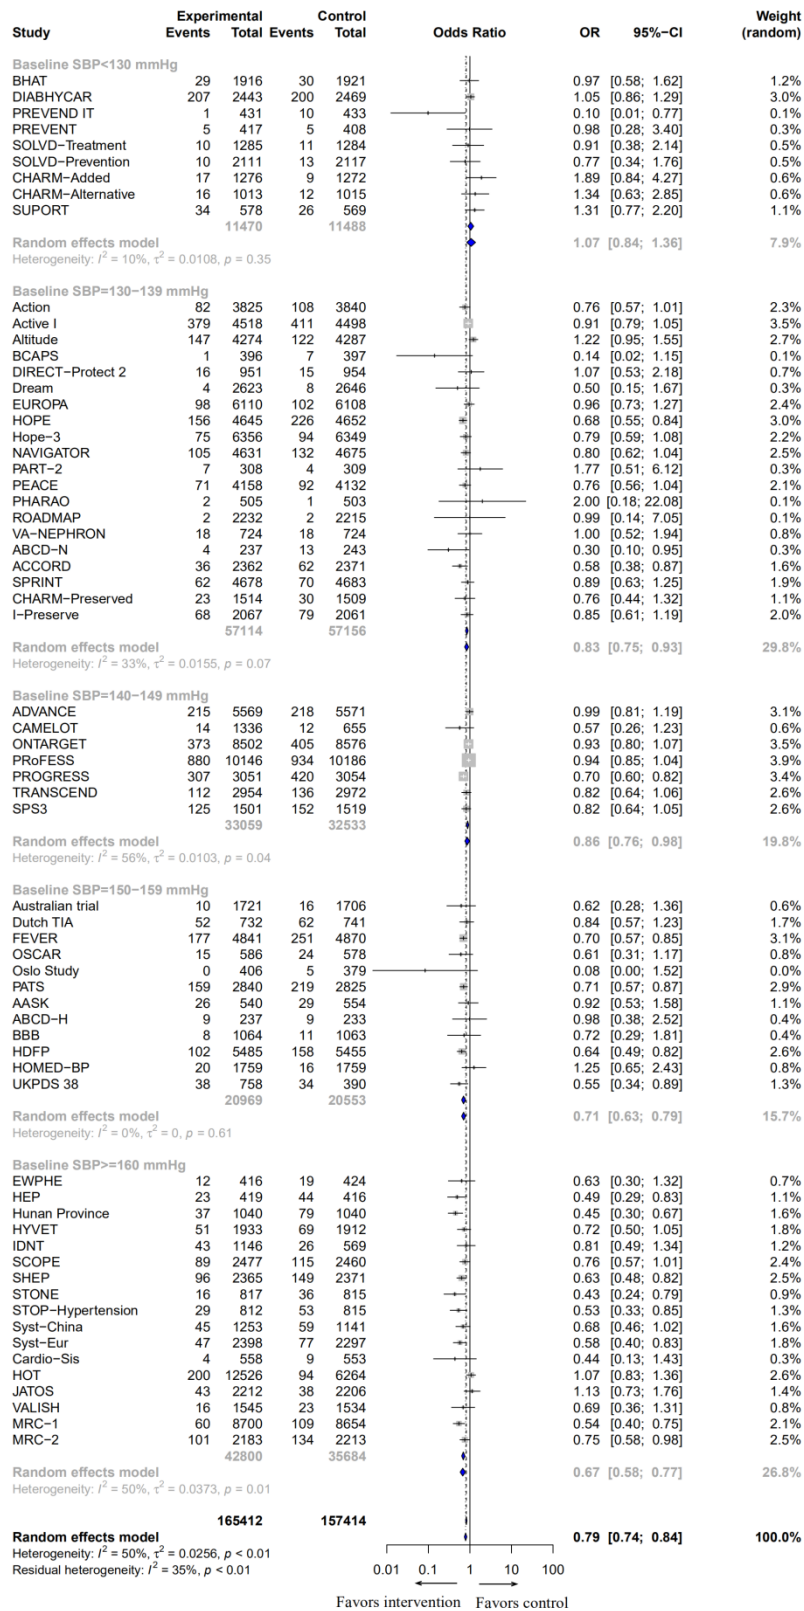 Experimental Control Weight
Study Events Total Events Total Odds Ratio OR 95%−CI (random)
Baseline SBP<130 mmHg
BHAT 29 1916 30 1921 0.97 [0.58; 1.62] 1.2%
DIABHYCAR 207 2443 200 2469 1.05 [0.86; 1.29] 3.0%
PREVEND IT 1 431 10 433 0.10 [0.01; 0.77] 0.1%
PREVENT 5 417 5 408 0.98 [0.28; 3.40] 0.3%
SOLVD−Treatment 10 1285 11 1284 0.91 [0.38; 2.14] 0.5%
SOLVD−Prevention 10 2111 13 2117 0.77 [0.34; 1.76] 0.5%
CHARM−Added 17 1276 9 1272 1.89 [0.84; 4.27] 0.6%
CHARM−Alternative 16 1013 12 1015 1.34 [0.63; 2.85] 0.6%
SUPORT 34 578 26 569 1.31 [0.77; 2.20] 1.1%
11470 11488
Random effects model 1.07 [0.84; 1.36] 7.9%
Heterogeneity: I² = 10%, τ² = 0.0108, p = 0.35
Baseline SBP=130−139 mmHg
Action 82 3825 108 3840 0.76 [0.57; 1.01] 2.3%
Active I 379 4518 411 4498 0.91 [0.79; 1.05] 3.5%
Altitude 147 4274 122 4287 1.22 [0.95; 1.55] 2.7%
BCAPS 1 396 7 397 0.14 [0.02; 1.15] 0.1%
DIRECT−Protect 2 16 951 15 954 1.07 [0.53; 2.18] 0.7%
Dream 4 2623 8 2646 0.50 [0.15; 1.67] 0.3%
EUROPA 98 6110 102 6108 0.96 [0.73; 1.27] 2.4%
HOPE 156 4645 226 4652 0.68 [0.55; 0.84] 3.0%
Hope−3 75 6356 94 6349 0.79 [0.59; 1.08] 2.2%
NAVIGATOR 105 4631 132 4675 0.80 [0.62; 1.04] 2.5%
PART−2 7 308 4 309 1.77 [0.51; 6.12] 0.3%
PEACE 71 4158 92 4132 0.76 [0.56; 1.04] 2.1%
PHARAO 2 505 1 503 2.00 [0.18; 22.08] 0.1%
ROADMAP 2 2232 2 2215 0.99 [0.14; 7.05] 0.1%
VA−NEPHRON 18 724 18 724 1.00 [0.52; 1.94] 0.8%
ABCD−N 4 237 13 243 0.30 [0.10; 0.95] 0.3%
ACCORD 36 2362 62 2371 0.58 [0.38; 0.87] 1.6%
SPRINT 62 4678 70 4683 0.89 [0.63; 1.25] 2.0%
CHARM−Preserved 23 1514 30 1509 0.76 [0.44; 1.32] 1.1%
I−Preserve 68 2067 79 2061 0.85 [0.61; 1.19] 2.0%
57114 57156
Random effects model 0.83 [0.75; 0.93] 29.8%
Heterogeneity: I² = 33%, τ² = 0.0155, p = 0.07
Baseline SBP=140−149 mmHg
ADVANCE 215 5569 218 5571 0.99 [0.81; 1.19] 3.1%
CAMELOT 14 1336 12 655 0.57 [0.26; 1.23] 0.6%
ONTARGET 373 8502 405 8576 0.93 [0.80; 1.07] 3.5%
PRoFESS 880 10146 934 10186 0.94 [0.85; 1.04] 3.9%
PROGRESS 307 3051 420 3054 0.70 [0.60; 0.82] 3.4%
TRANSCEND 112 2954 136 2972 0.82 [0.64; 1.06] 2.6%
SPS3 125 1501 152 1519 0.82 [0.64; 1.05] 2.6%
33059 32533
Random effects model 0.86 [0.76; 0.98] 19.8%
Heterogeneity: I² = 56%, τ² = 0.0103, p = 0.04
Baseline SBP=150−159 mmHg
Australian trial 10 1721 16 1706 0.62 [0.28; 1.36] 0.6%
Dutch TIA 52 732 62 741 0.84 [0.57; 1.23] 1.7%
FEVER 177 4841 251 4870 0.70 [0.57; 0.85] 3.1%
OSCAR 15 586 24 578 0.61 [0.31; 1.17] 0.8%
Oslo Study 0 406 5 379 0.08 [0.00; 1.52] 0.0%
PATS 159 2840 219 2825 0.71 [0.57; 0.87] 2.9%
AASK 26 540 29 554 0.92 [0.53; 1.58] 1.1%
ABCD−H 9 237 9 233 0.98 [0.38; 2.52] 0.4%
BBB 8 1064 11 1063 0.72 [0.29; 1.81] 0.4%
HDFP 102 5485 158 5455 0.64 [0.49; 0.82] 2.6%
HOMED−BP 20 1759 16 1759 1.25 [0.65; 2.43] 0.8%
UKPDS 38 38 758 34 390 0.55 [0.34; 0.89] 1.3%
20969 20553
Random effects model 0.71 [0.63; 0.79] 15.7%
Heterogeneity: I² = 0%, τ² = 0, p = 0.61
Baseline SBP>=160 mmHg
EWPHE 12 416 19 424 0.63 [0.30; 1.32] 0.7%
HEP 23 419 44 416 0.49 [0.29; 0.83] 1.1%
Hunan Province 37 1040 79 1040 0.45 [0.30; 0.67] 1.6%
HYVET 51 1933 69 1912 0.72 [0.50; 1.05] 1.8%
IDNT 43 1146 26 569 0.81 [0.49; 1.34] 1.2%
SCOPE 89 2477 115 2460 0.76 [0.57; 1.01] 2.4%
SHEP 96 2365 149 2371 0.63 [0.48; 0.82] 2.6%
STONE 16 817 36 815 0.43 [0.24; 0.79] 0.9%
STOP−Hypertension 29 812 53 815 0.53 [0.33; 0.85] 1.4%
Syst−China 45 1253 59 1141 0.68 [0.46; 1.02] 1.6%
Syst−Eur 47 2398 77 2297 0.58 [0.40; 0.83] 1.8%
Cardio−Sis 4 558 9 553 0.44 [0.13; 1.43] 0.3%
HOT 200 12526 94 6264 1.07 [0.83; 1.36] 2.6%
JATOS 43 2212 38 2206 1.13 [0.73; 1.76] 1.5%
VALISH 16 1545 23 1534 0.69 [0.36; 1.31] 0.8%
MRC−1 60 8700 109 8654 0.54 [0.40; 0.75] 2.1%
MRC−2 101 2183 134 2213 0.75 [0.58; 0.98] 2.5%
42800 35684
Random effects model 0.67 [0.58; 0.77] 26.8%
Heterogeneity: I² = 50%, τ² = 0.0373, p = 0.01
165412 157414
Random effects model 0.79 [0.74; 0.84] 100.0%
Heterogeneity: I² = 50%, τ² = 0.0256, p < 0.01
Residual heterogeneity: I² = 35%, p < 0.01
0.01 0.1 1 10 100
Favors intervention Favors control